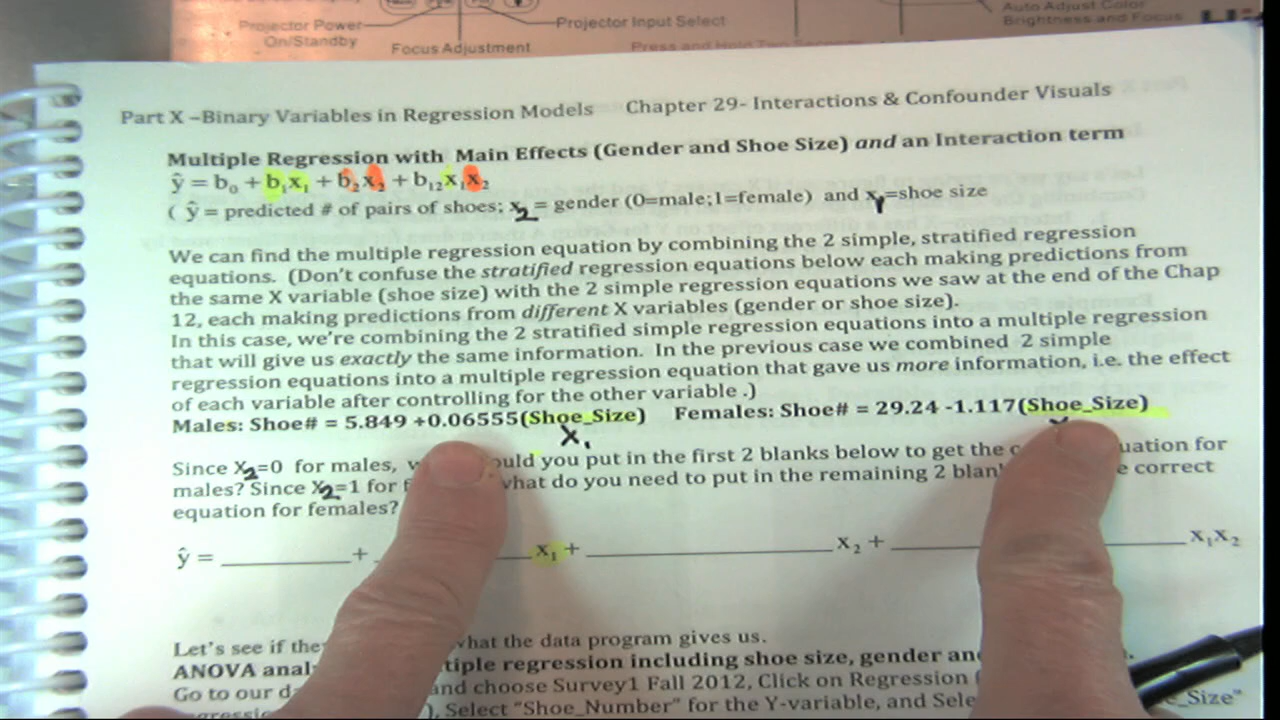 Projector Power
On/Standby
Focus Adjustment
Projector Input Select
Auto Adjust Color
Brightness and Focus
Part X –Binary Variables in Regression Models Chapter 29- Interactions & Confounder Visuals
Multiple Regression with Main Effects (Gender and Shoe Size) and an Interaction term
ŷ = b₀ + b₁x₁ + b₂x₂ + b₁₂x₁x₂
( ŷ = predicted # of pairs of shoes; x₂ = gender (0=male;1=female) and x₁=shoe size
We can find the multiple regression equation by combining the 2 simple, stratified regression
equations. (Don't confuse the stratified regression equations below each making predictions from
the same X variable (shoe size) with the 2 simple regression equations we saw at the end of the Chap
12, each making predictions from different X variables (gender or shoe size).
In this case, we're combining the 2 stratified simple regression equations into a multiple regression
that will give us exactly the same information. In the previous case we combined 2 simple
regression equations into a multiple regression equation that gave us more information, i.e. the effect
of each variable after controlling for the other variable .)
Males: Shoe# = 5.849 +0.06555(Shoe_Size) Females: Shoe# = 29.24 -1.117(Shoe_Size)
X₁
Since X₂=0 for males, ould you put in the first 2 blanks below to get the uation for
males? Since X₂=1 for what do you need to put in the remaining 2 correct
equation for females?
ŷ = __________ + ______ x₁ + __________________ x₂ + __________________ x₁x₂
Let's see if the what the data program gives us.
ANOVA tiple regression including shoe size, gender
Go to our and choose Survey1 Fall 2012, Click on Regression
Select "Shoe_Number" for the Y-variable, and e_Size"